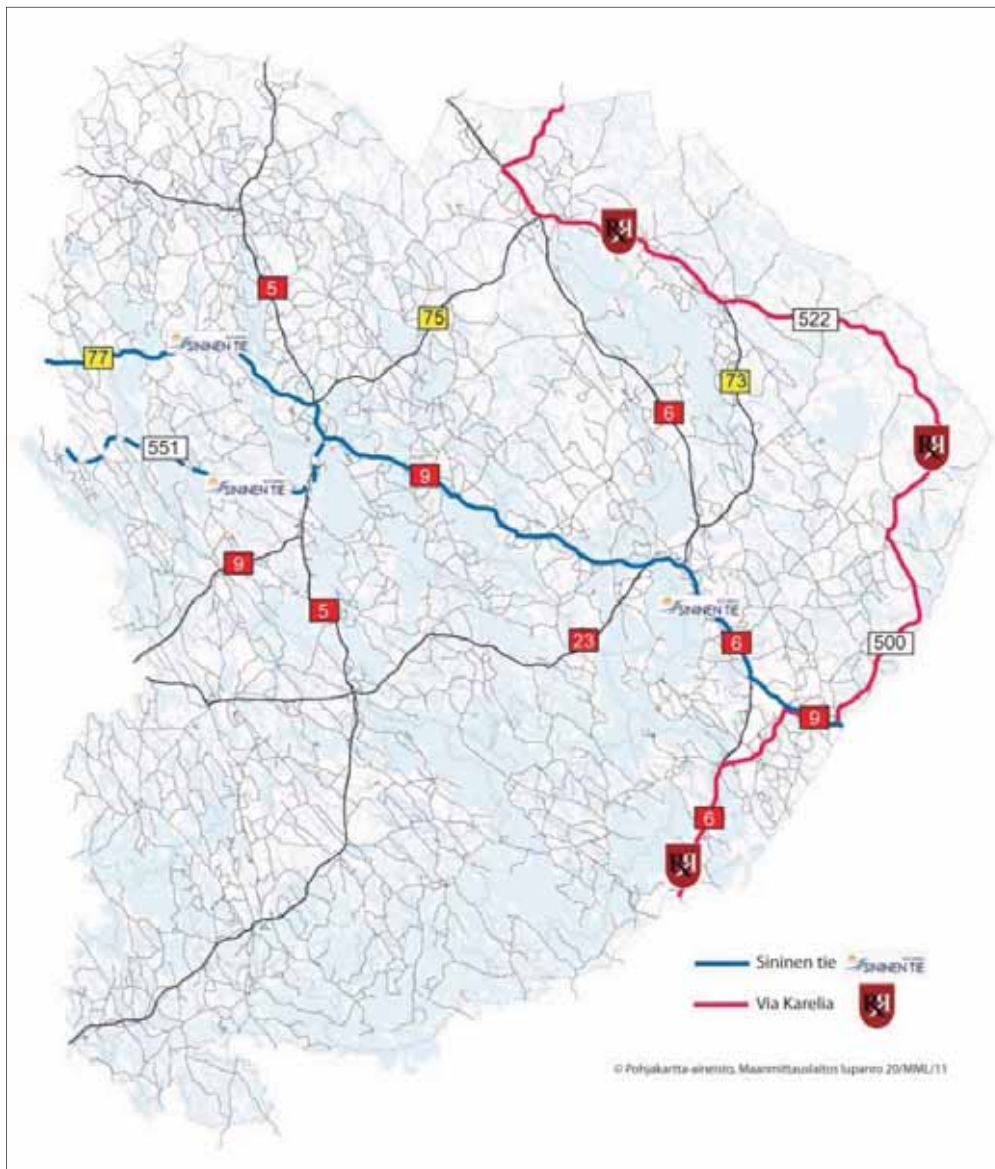 5
75
522
SININEN TIE
77
73
6
551
9
SININEN TIE
9
5
SININEN TIE
23
6
500
9
6
Sininen tie SININEN TIE
Via Karelia
© Pohjakartta-aineisto, Maanmittauslaitos lupanro 20/MML/11